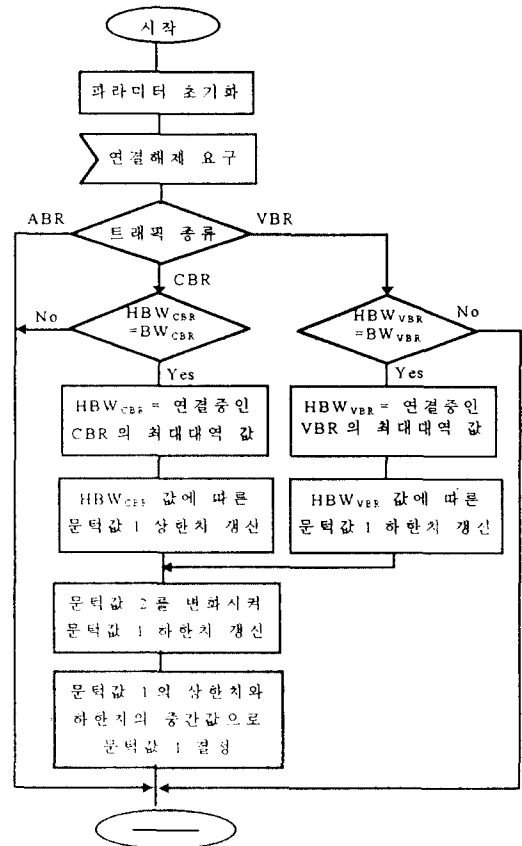 시작
파라미터 초기화
연결해제 요구
ABR
트래픽 종류
VBR
CBR
No
HBW_CBR
=BW_CBR
HBW_VBR
=BW_VBR
No
Yes
Yes
HBW_CBR = 연결중인
CBR의 최대대역 값
HBW_VBR = 연결중인
VBR의 최대대역 값
HBW_CBR 값에 따른
문턱값 1 상한치 갱신
HBW_VBR 값에 따른
문턱값 1 하한치 갱신
문턱값 2를 변화시켜
문턱값 1 하한치 갱신
문턱값 1의 상한치와
하한치의 중간값으로
문턱값 1 결정